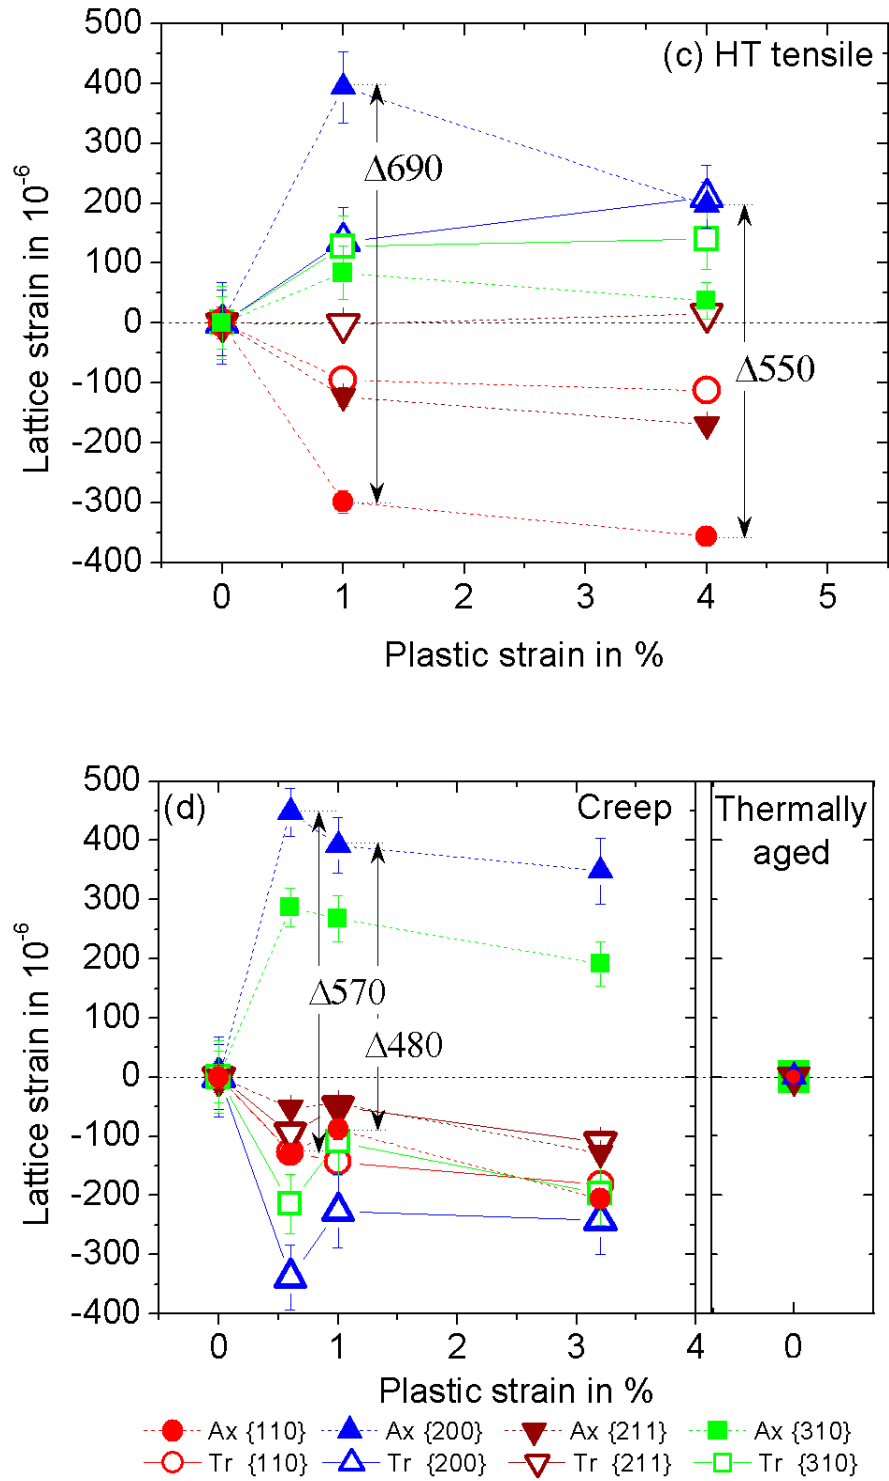 500
400
300
200
100
0
-100
-200
-300
-400
Lattice strain in 10⁻⁶
(c) HT tensile
Δ690
Δ550
0 1 2 3 4 5
Plastic strain in %
500
400
300
200
100
0
-100
-200
-300
-400
Lattice strain in 10⁻⁶
(d) Creep
Thermally
aged
Δ570
Δ480
0 1 2 3 4 0
Plastic strain in %
Ax {110} Ax {200} Ax {211} Ax {310}
Tr {110} Tr {200} Tr {211} Tr {310}